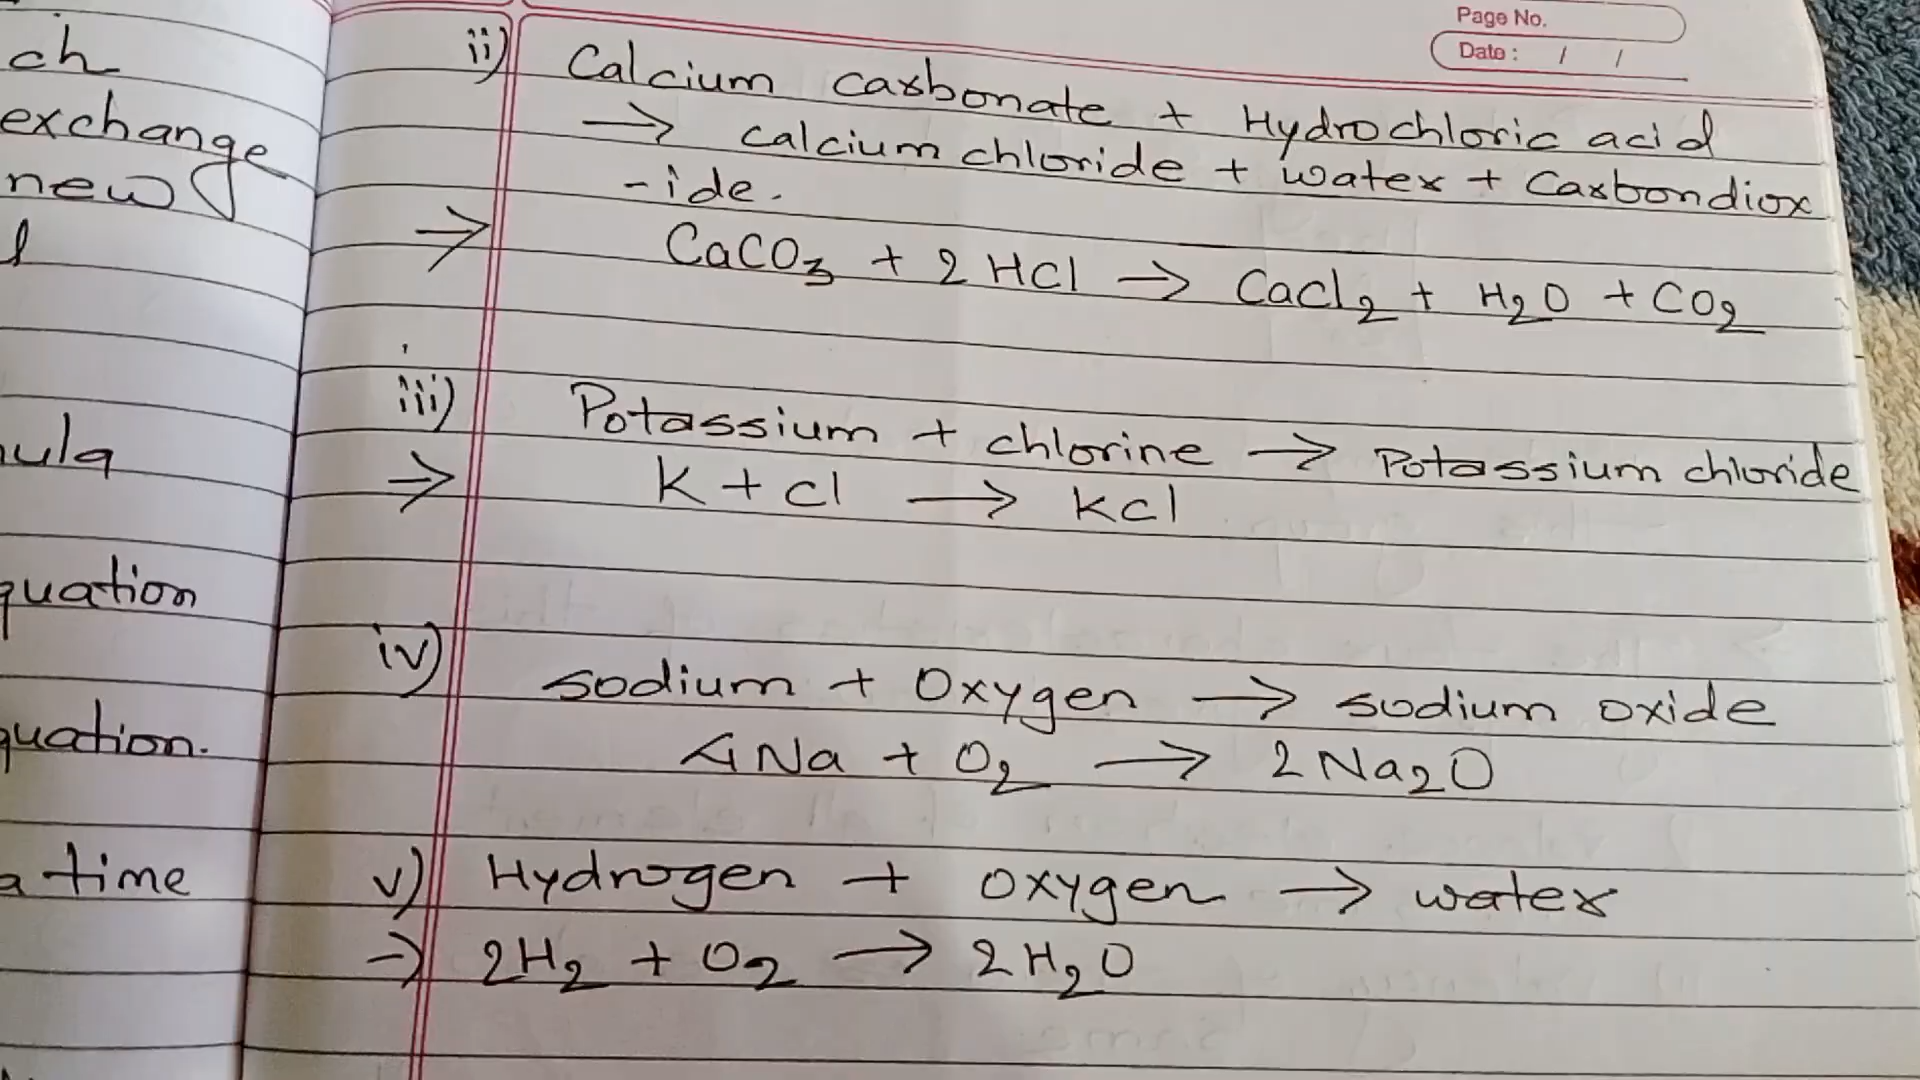 ch
exchange
new
l
ula
quation
quation.
a time
Page No.
Date : / /
ii) Calcium carbonate + Hydrochloric acid
→ calcium chloride + water + Carbondiox
-ide.
⇒ CaCO₃ + 2 HCl → CaCl₂ + H₂O + CO₂
iii) Potassium + chlorine → Potassium chloride
⇒ K + Cl → KCl
iv) sodium + Oxygen → sodium oxide
4Na + O₂ → 2Na₂O
v) Hydrogen + Oxygen → water
→ 2H₂ + O₂ → 2H₂O